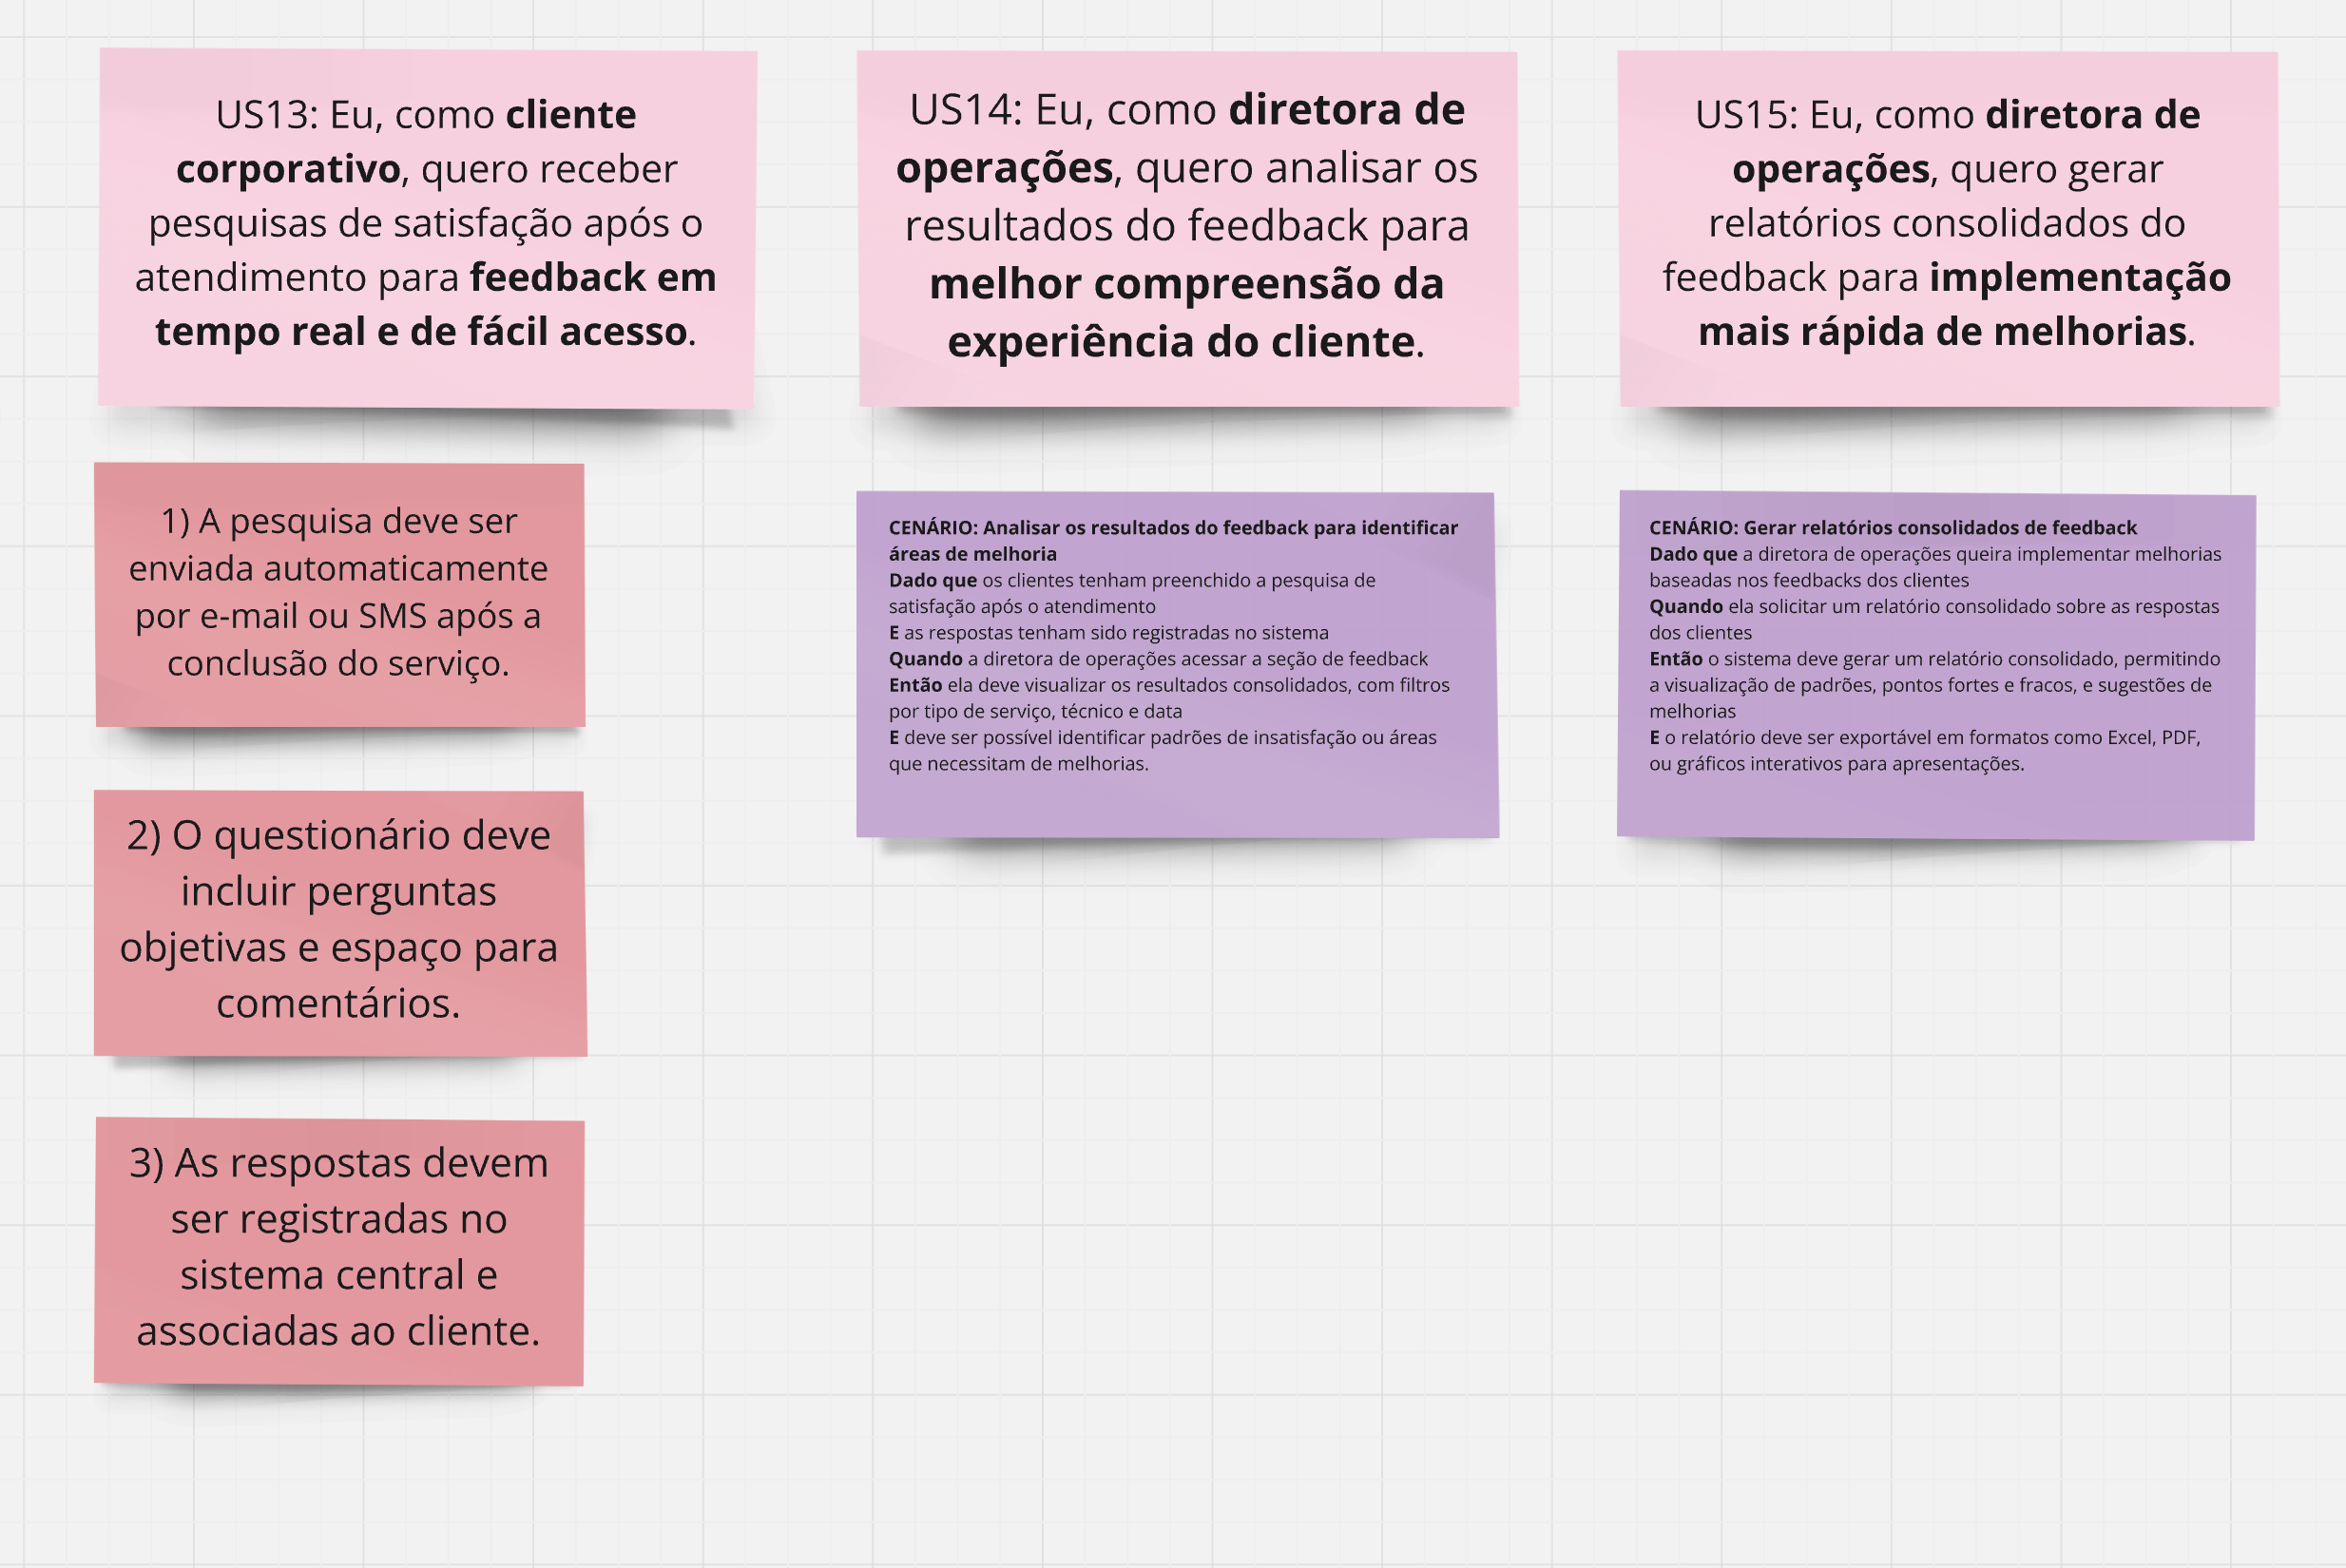 US13: Eu, como cliente
corporativo, quero receber
pesquisas de satisfação após o
atendimento para feedback em
tempo real e de fácil acesso.
1) A pesquisa deve ser
enviada automaticamente
por e-mail ou SMS após a
conclusão do serviço.
2) O questionário deve
incluir perguntas
objetivas e espaço para
comentários.
3) As respostas devem
ser registradas no
sistema central e
associadas ao cliente.
US14: Eu, como diretora de
operações, quero analisar os
resultados do feedback para
melhor compreensão da
experiência do cliente.
CENÁRIO: Analisar os resultados do feedback para identificar
áreas de melhoria
Dado que os clientes tenham preenchido a pesquisa de
satisfação após o atendimento
E as respostas tenham sido registradas no sistema
Quando a diretora de operações acessar a seção de feedback
Então ela deve visualizar os resultados consolidados, com filtros
por tipo de serviço, técnico e data
E deve ser possível identificar padrões de insatisfação ou áreas
que necessitam de melhorias.
US15: Eu, como diretora de
operações, quero gerar
relatórios consolidados do
feedback para implementação
mais rápida de melhorias.
CENÁRIO: Gerar relatórios consolidados de feedback
Dado que a diretora de operações queira implementar melhorias
baseadas nos feedbacks dos clientes
Quando ela solicitar um relatório consolidado sobre as respostas
dos clientes
Então o sistema deve gerar um relatório consolidado, permitindo
a visualização de padrões, pontos fortes e fracos, e sugestões de
melhorias
E o relatório deve ser exportável em formatos como Excel, PDF,
ou gráficos interativos para apresentações.